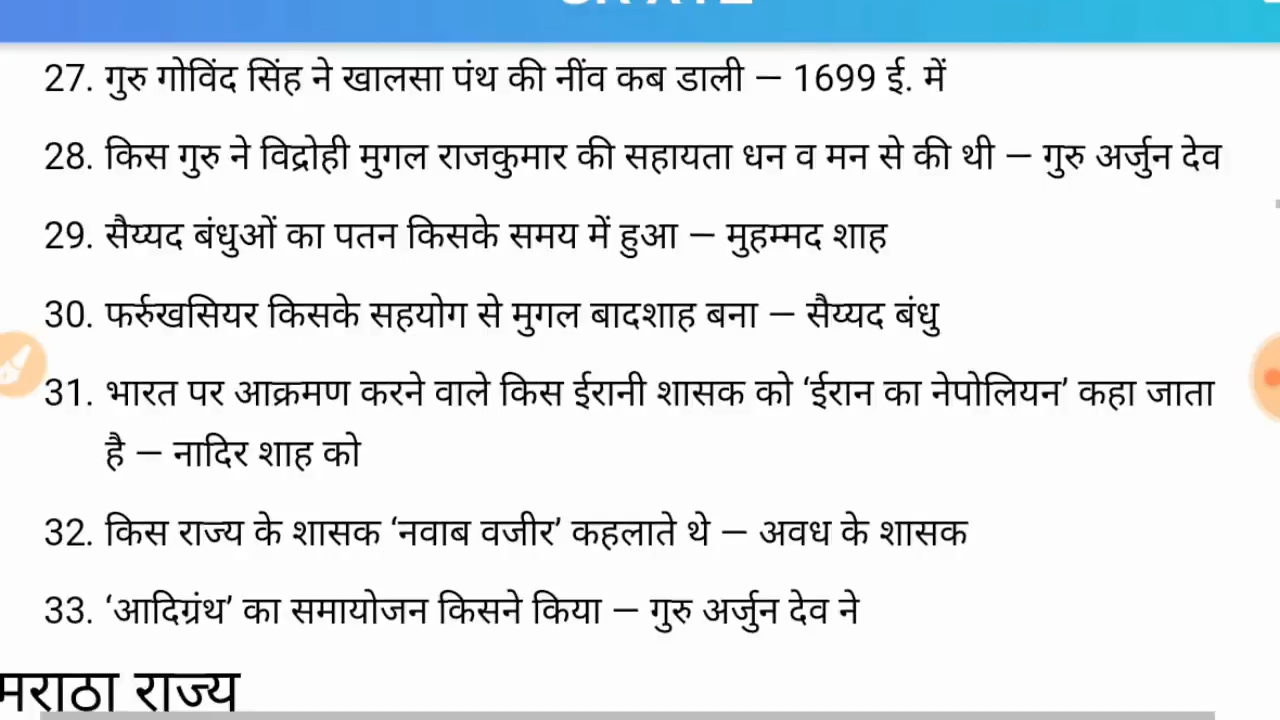 27. गुरु गोविंद सिंह ने खालसा पंथ की नींव कब डाली – 1699 ई. में
28. किस गुरु ने विद्रोही मुगल राजकुमार की सहायता धन व मन से की थी – गुरु अर्जुन देव
29. सैय्यद बंधुओं का पतन किसके समय में हुआ – मुहम्मद शाह
30. फर्रुखसियर किसके सहयोग से मुगल बादशाह बना – सैय्यद बंधु
31. भारत पर आक्रमण करने वाले किस ईरानी शासक को ‘ईरान का नेपोलियन’ कहा जाता
है – नादिर शाह को
32. किस राज्य के शासक ‘नवाब वजीर’ कहलाते थे – अवध के शासक
33. ‘आदिग्रंथ’ का समायोजन किसने किया – गुरु अर्जुन देव ने
मराठा राज्य